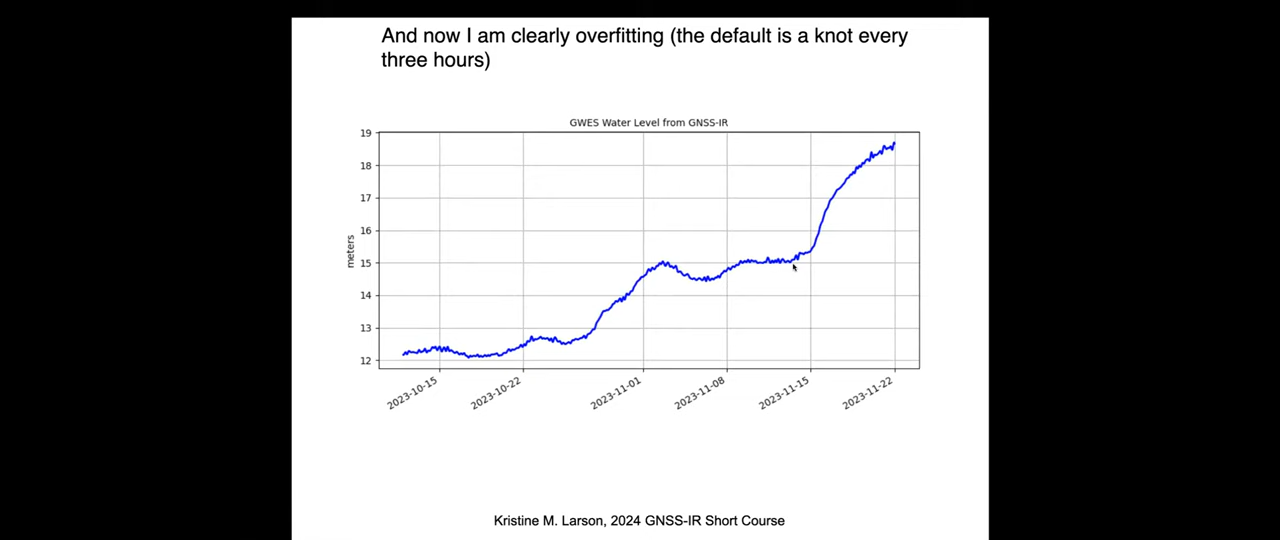 And now I am clearly overfitting (the default is a knot every
three hours)
GWES Water Level from GNSS-IR
19
18
17
16
15
14
13
12
meters
2023-10-15
2023-10-22
2023-11-01
2023-11-08
2023-11-15
2023-11-22
Kristine M. Larson, 2024 GNSS-IR Short Course